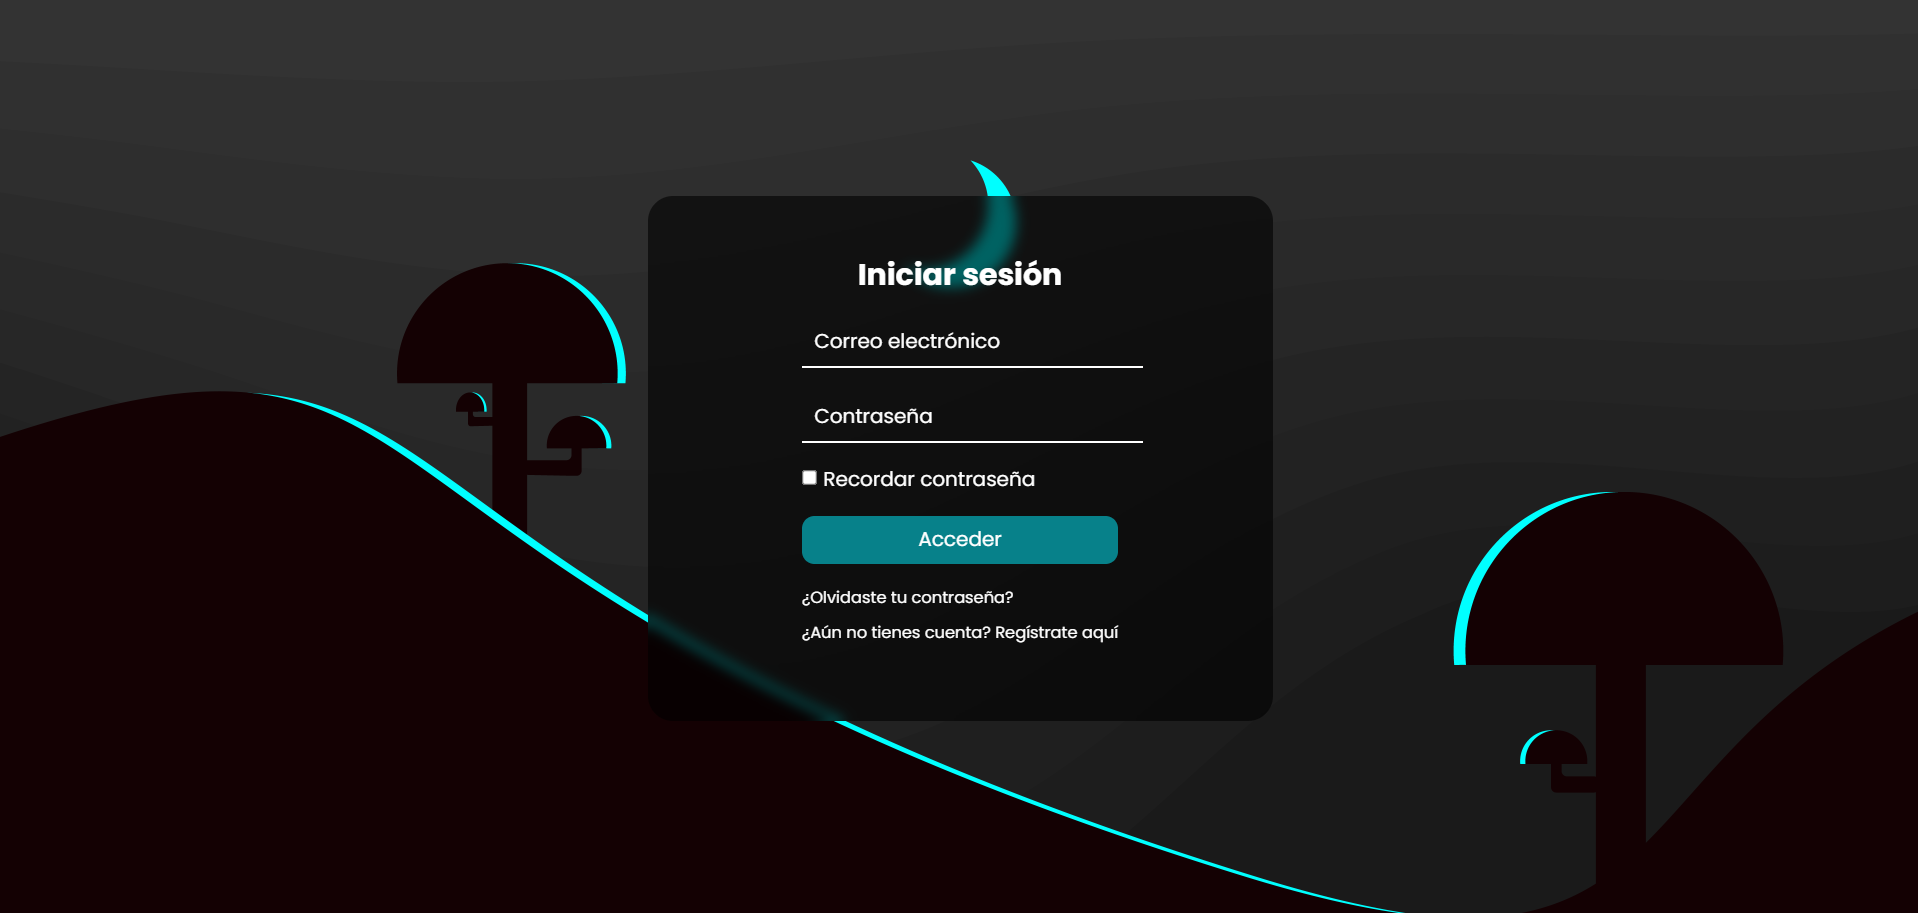 Iniciar sesión
Correo electrónico
Contraseña
Recordar contraseña
Acceder
¿Olvidaste tu contraseña?
¿Aún no tienes cuenta? Regístrate aquí